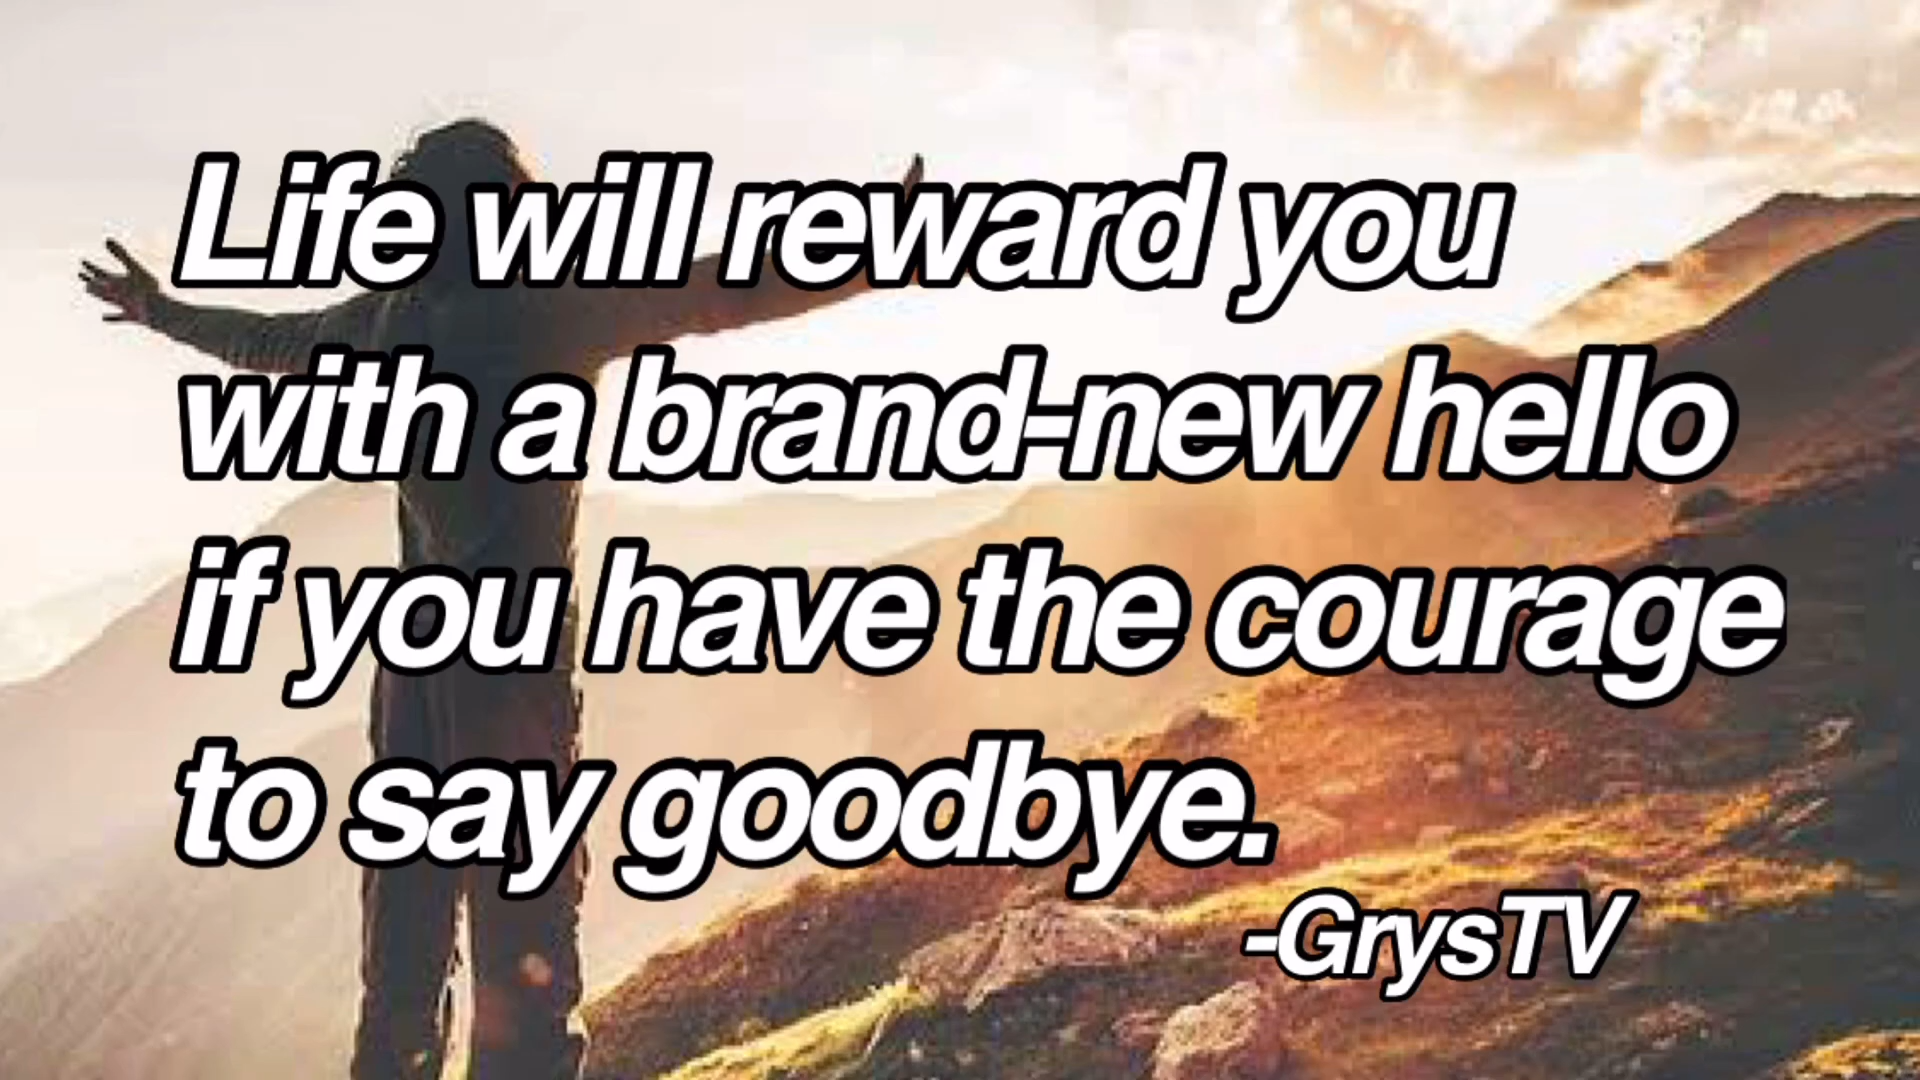 Life will reward you
with a brand-new hello
if you have the courage
to say goodbye.
-GrysTV